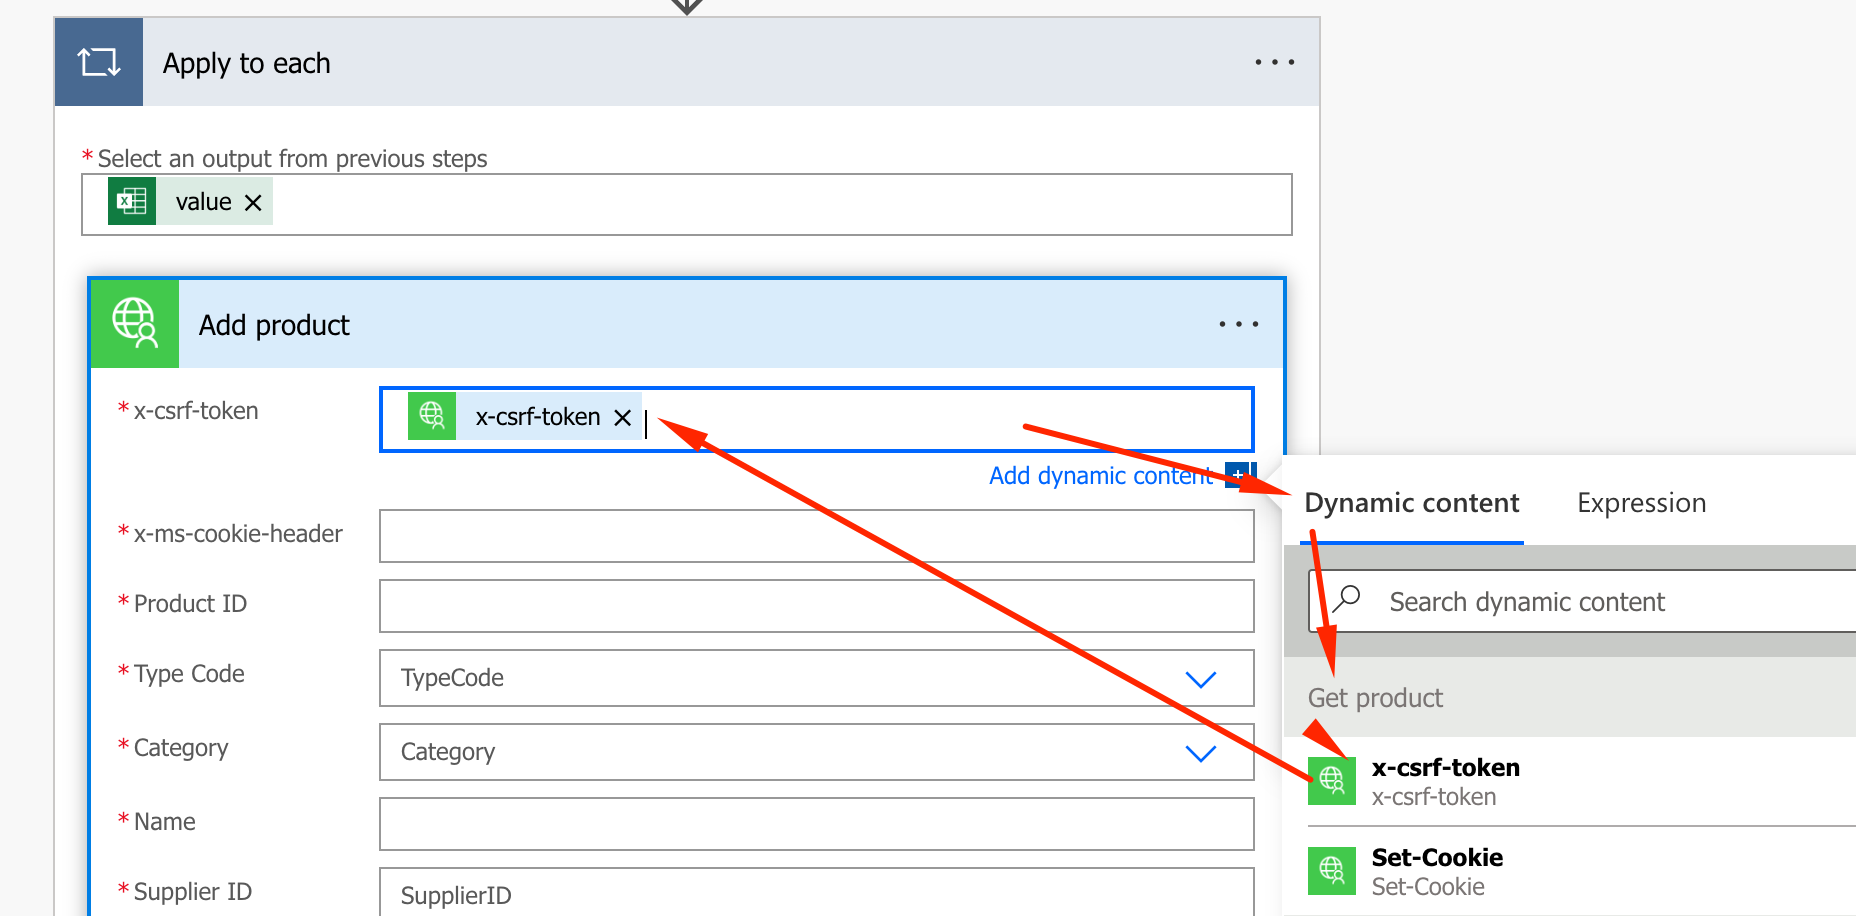 Apply to each
* Select an output from previous steps
value
Add product
* x-csrf-token
x-csrf-token
Add dynamic content
* x-ms-cookie-header
* Product ID
* Type Code
TypeCode
* Category
Category
* Name
* Supplier ID
SupplierID
Dynamic content
Expression
Search dynamic content
Get product
x-csrf-token
x-csrf-token
Set-Cookie
Set-Cookie